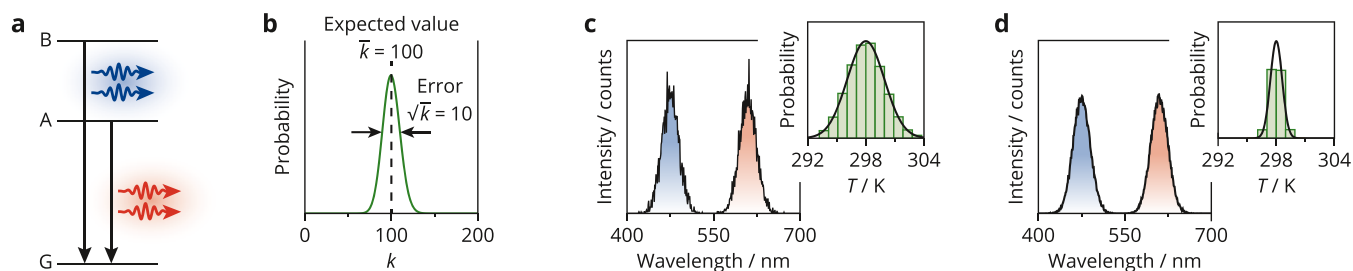 a
B
A
G
b
Expected value
k̅ = 100
Error
√k̅ = 10
Probability
0 100 200
k
c
Intensity / counts
400 550 700
Wavelength / nm
Probability
292 298 304
T / K
d
Intensity / counts
400 550 700
Wavelength / nm
Probability
292 298 304
T / K